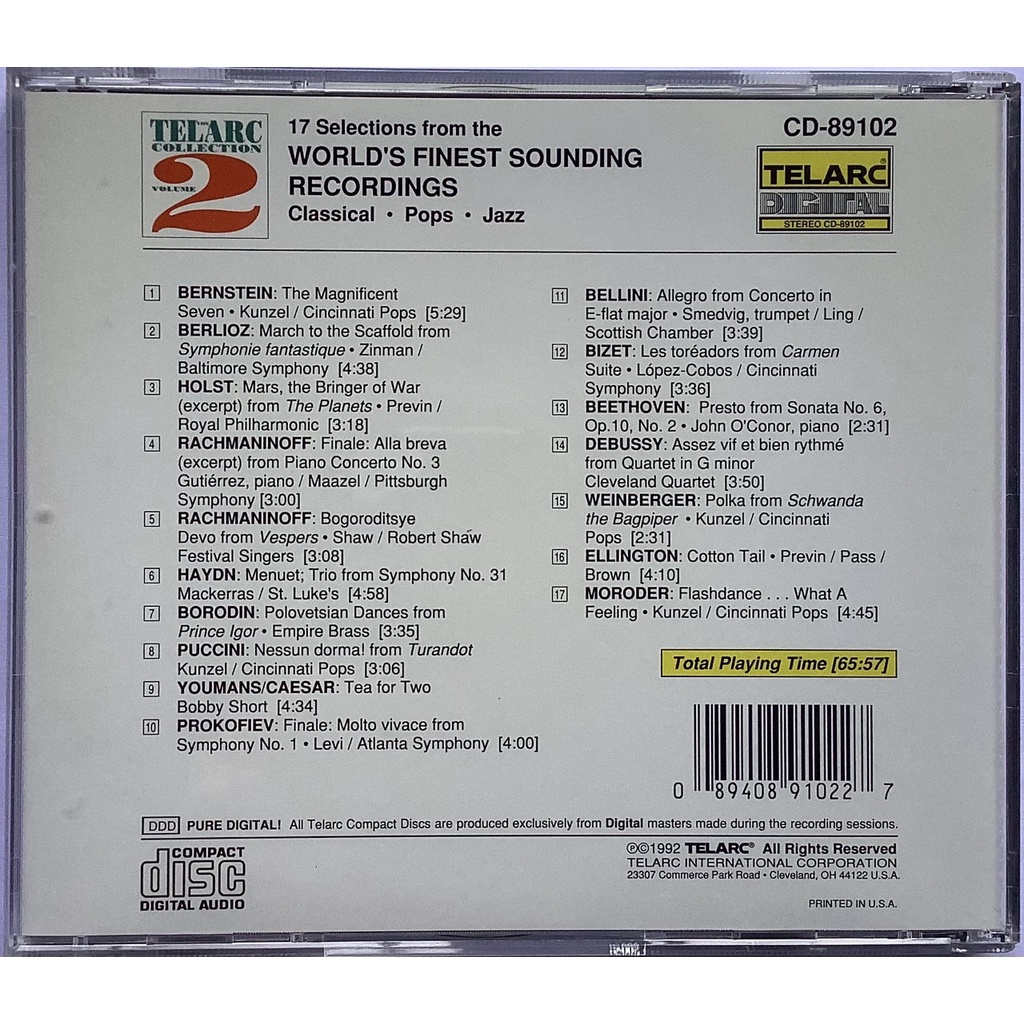 THE
TELARC
COLLECTION
VOLUME
2
17 Selections from the
WORLD'S FINEST SOUNDING
RECORDINGS
Classical • Pops • Jazz
CD-89102
TELARC®
DIGITAL
STEREO CD-89102
1 BERNSTEIN: The Magnificent
Seven • Kunzel / Cincinnati Pops [5:29]
2 BERLIOZ: March to the Scaffold from
Symphonie fantastique • Zinman /
Baltimore Symphony [4:38]
3 HOLST: Mars, the Bringer of War
(excerpt) from The Planets • Previn /
Royal Philharmonic [3:18]
4 RACHMANINOFF: Finale: Alla breva
(excerpt) from Piano Concerto No. 3
Gutiérrez, piano / Maazel / Pittsburgh
Symphony [3:00]
5 RACHMANINOFF: Bogoroditsye
Devo from Vespers • Shaw / Robert Shaw
Festival Singers [3:08]
6 HAYDN: Menuet; Trio from Symphony No. 31
Mackerras / St. Luke's [4:58]
7 BORODIN: Polovetsian Dances from
Prince Igor • Empire Brass [3:35]
8 PUCCINI: Nessun dorma! from Turandot
Kunzel / Cincinnati Pops [3:06]
9 YOUMANS/CAESAR: Tea for Two
Bobby Short [4:34]
10 PROKOFIEV: Finale: Molto vivace from
Symphony No. 1 • Levi / Atlanta Symphony [4:00]
11 BELLINI: Allegro from Concerto in
E-flat major • Smedvig, trumpet / Ling /
Scottish Chamber [3:39]
12 BIZET: Les toréadors from Carmen
Suite • López-Cobos / Cincinnati
Symphony [3:36]
13 BEETHOVEN: Presto from Sonata No. 6,
Op.10, No. 2 • John O'Conor, piano [2:31]
14 DEBUSSY: Assez vif et bien rythmé
from Quartet in G minor
Cleveland Quartet [3:50]
15 WEINBERGER: Polka from Schwanda
the Bagpiper • Kunzel / Cincinnati
Pops [2:31]
16 ELLINGTON: Cotton Tail • Previn / Pass /
Brown [4:10]
17 MORODER: Flashdance . . . What A
Feeling • Kunzel / Cincinnati Pops [4:45]
Total Playing Time [65:57]
0 89408 91022 7
DDD PURE DIGITAL! All Telarc Compact Discs are produced exclusively from Digital masters made during the recording sessions.
COMPACT
disc
DIGITAL AUDIO
℗©1992 TELARC® All Rights Reserved
TELARC INTERNATIONAL CORPORATION
23307 Commerce Park Road • Cleveland, OH 44122 U.S.A.
PRINTED IN U.S.A.